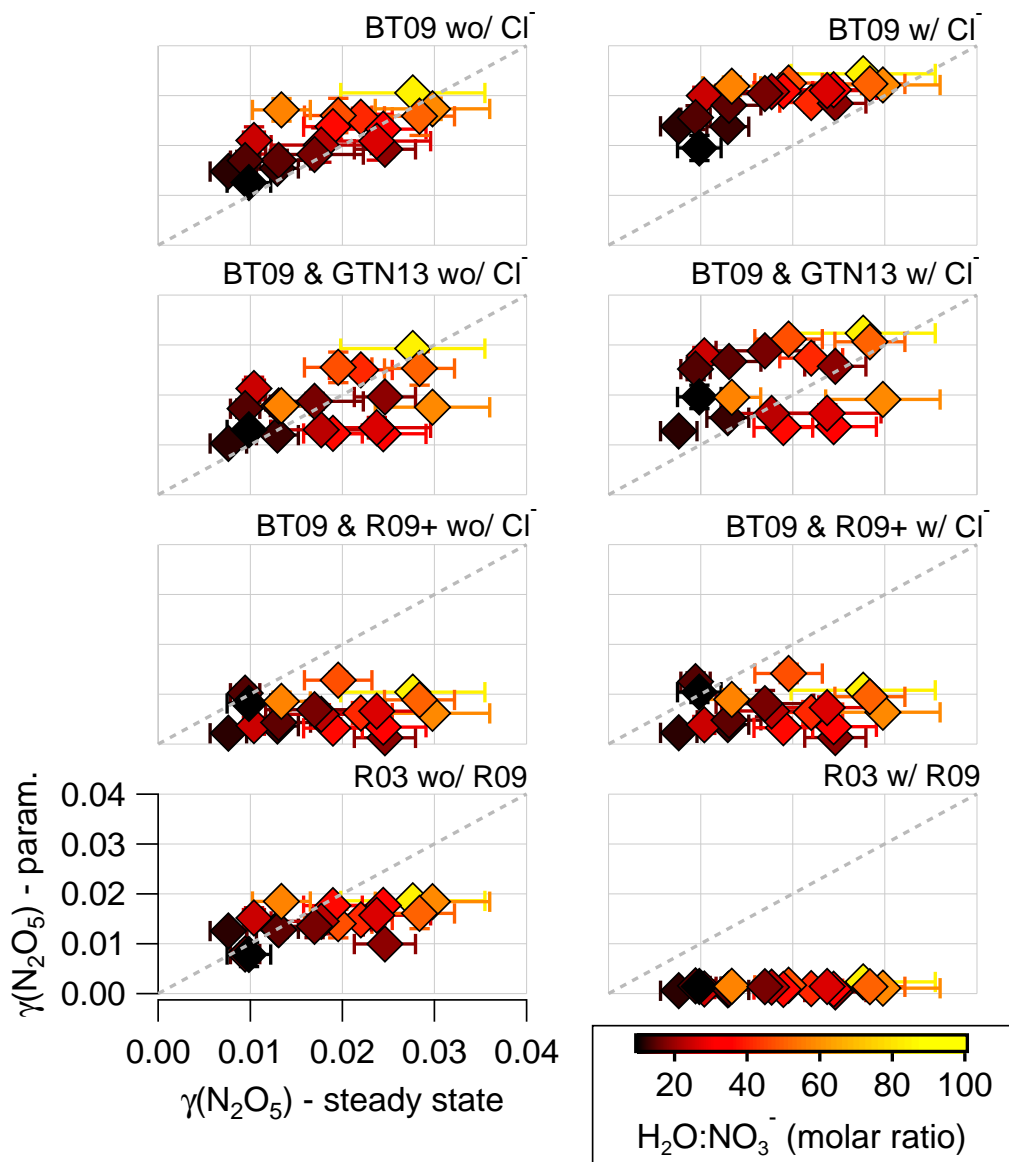 BT09 wo/ Cl⁻
BT09 w/ Cl⁻
BT09 & GTN13 wo/ Cl⁻
BT09 & GTN13 w/ Cl⁻
BT09 & R09+ wo/ Cl⁻
BT09 & R09+ w/ Cl⁻
R03 wo/ R09
R03 w/ R09
γ(N₂O₅) - param.
0.04
0.03
0.02
0.01
0.00
0.00 0.01 0.02 0.03 0.04
γ(N₂O₅) - steady state
20 40 60 80 100
H₂O:NO₃⁻ (molar ratio)